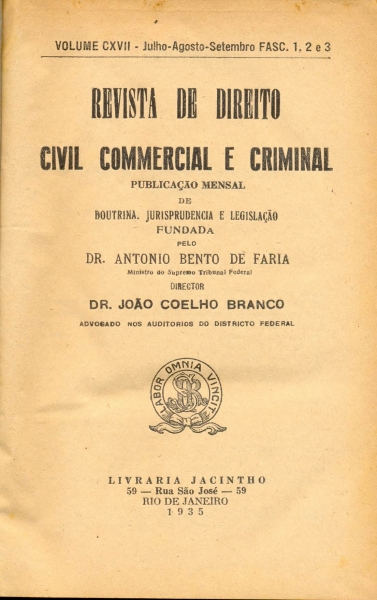 VOLUME CXVII - Julho-Agosto-Setembro FASC. 1, 2 e 3
REVISTA DE DIREITO
CIVIL COMMERCIAL E CRIMINAL
PUBLICAÇÃO MENSAL
DE
DOUTRINA, JURISPRUDENCIA E LEGISLAÇÃO
FUNDADA
PELO
DR. ANTONIO BENTO DE FARIA
Ministro do Supremo Tribunal Federal
DIRECTOR
DR. JOÃO COELHO BRANCO
ADVOGADO NOS AUDITORIOS DO DISTRICTO FEDERAL
LABOR OMNIA VINCIT
LIVRARIA JACINTHO
59 — Rua São José — 59
RIO DE JANEIRO
1935